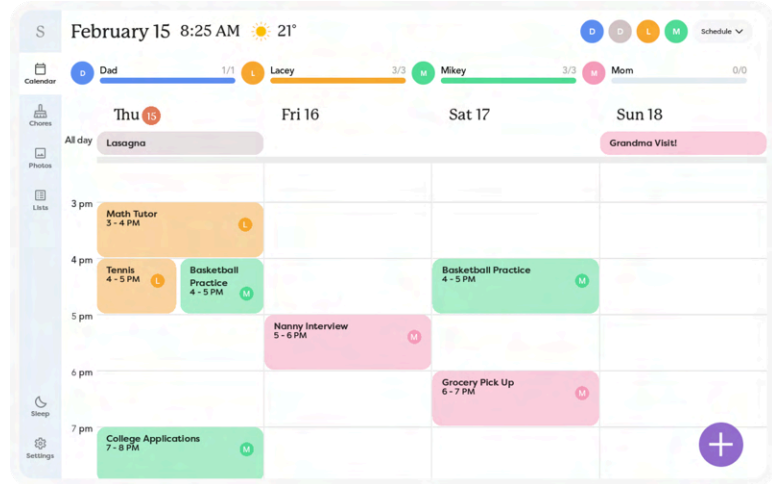 S
February 15 8:25 AM 21°
D D L M Schedule
Calendar
Chores
Photos
Lists
Sleep
Settings
D Dad 1/1
L Lacey 3/3
M Mikey 3/3
M Mom 0/0
Thu 15
Fri 16
Sat 17
Sun 18
All day
Lasagna
Grandma Visit!
3 pm
Math Tutor
3 - 4 PM
L
4 pm
Tennis
4 - 5 PM
L
Basketball
Practice
4 - 5 PM
M
Basketball Practice
4 - 5 PM
M
5 pm
Nanny Interview
5 - 6 PM
M
6 pm
Grocery Pick Up
6 - 7 PM
M
7 pm
College Applications
7 - 8 PM
M